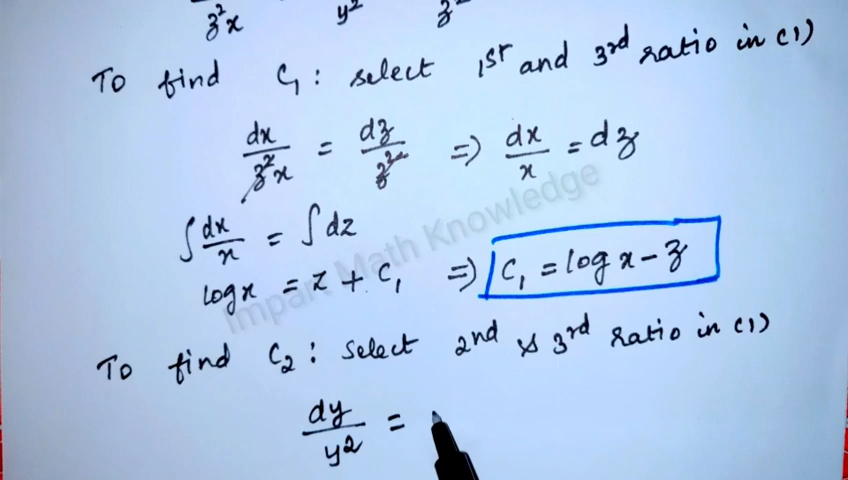 z²x y² z²
To find C₁ : select 1st and 3rd ratio in (1)
dx/z²x = dz/z² => dx/x = dz
∫dx/x = ∫dz
log x = z + C₁ => C₁ = log x - z
To find C₂ : select 2nd & 3rd ratio in (1)
dy/y² =
Impart Math Knowledge